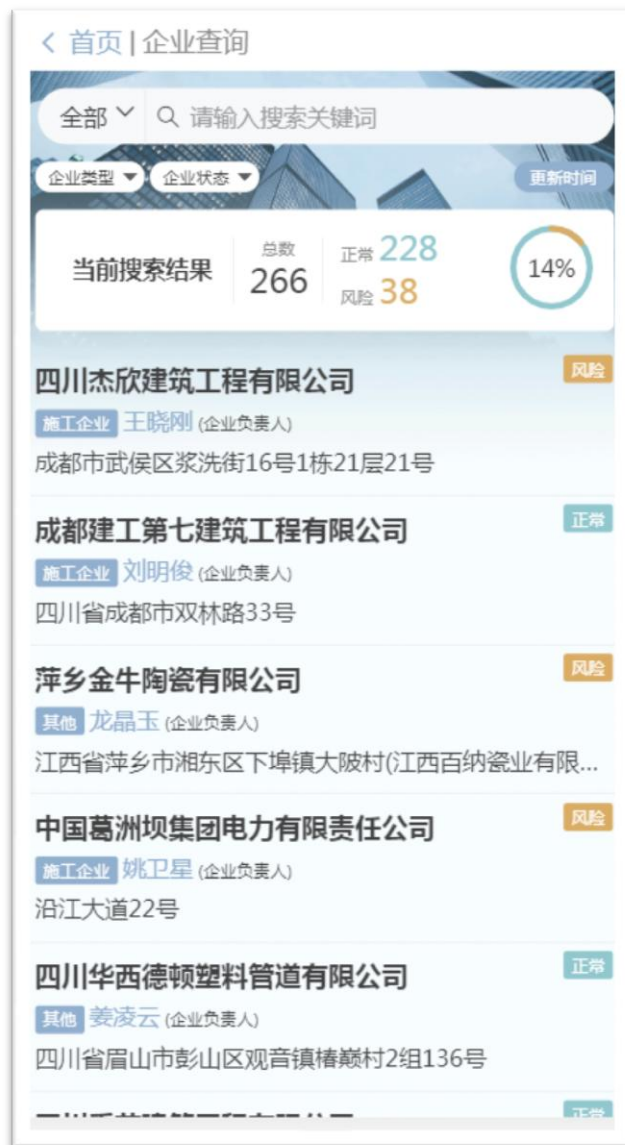 首页 | 企业查询
全部 请输入搜索关键词
企业类型 企业状态 更新时间
当前搜索结果 总数 266 正常 228 风险 38 14%
四川杰欣建筑工程有限公司 风险
施工企业 王晓刚 (企业负责人)
成都市武侯区浆洗街16号1栋21层21号
成都建工第七建筑工程有限公司 正常
施工企业 刘明俊 (企业负责人)
四川省成都市双林路33号
萍乡金牛陶瓷有限公司 风险
其他 龙晶玉 (企业负责人)
江西省萍乡市湘东区下埠镇大陂村(江西百纳瓷业有限...
中国葛洲坝集团电力有限责任公司 风险
施工企业 姚卫星 (企业负责人)
沿江大道22号
四川华西德顿塑料管道有限公司 正常
其他 姜凌云 (企业负责人)
四川省眉山市彭山区观音镇椿巅村2组136号
正常